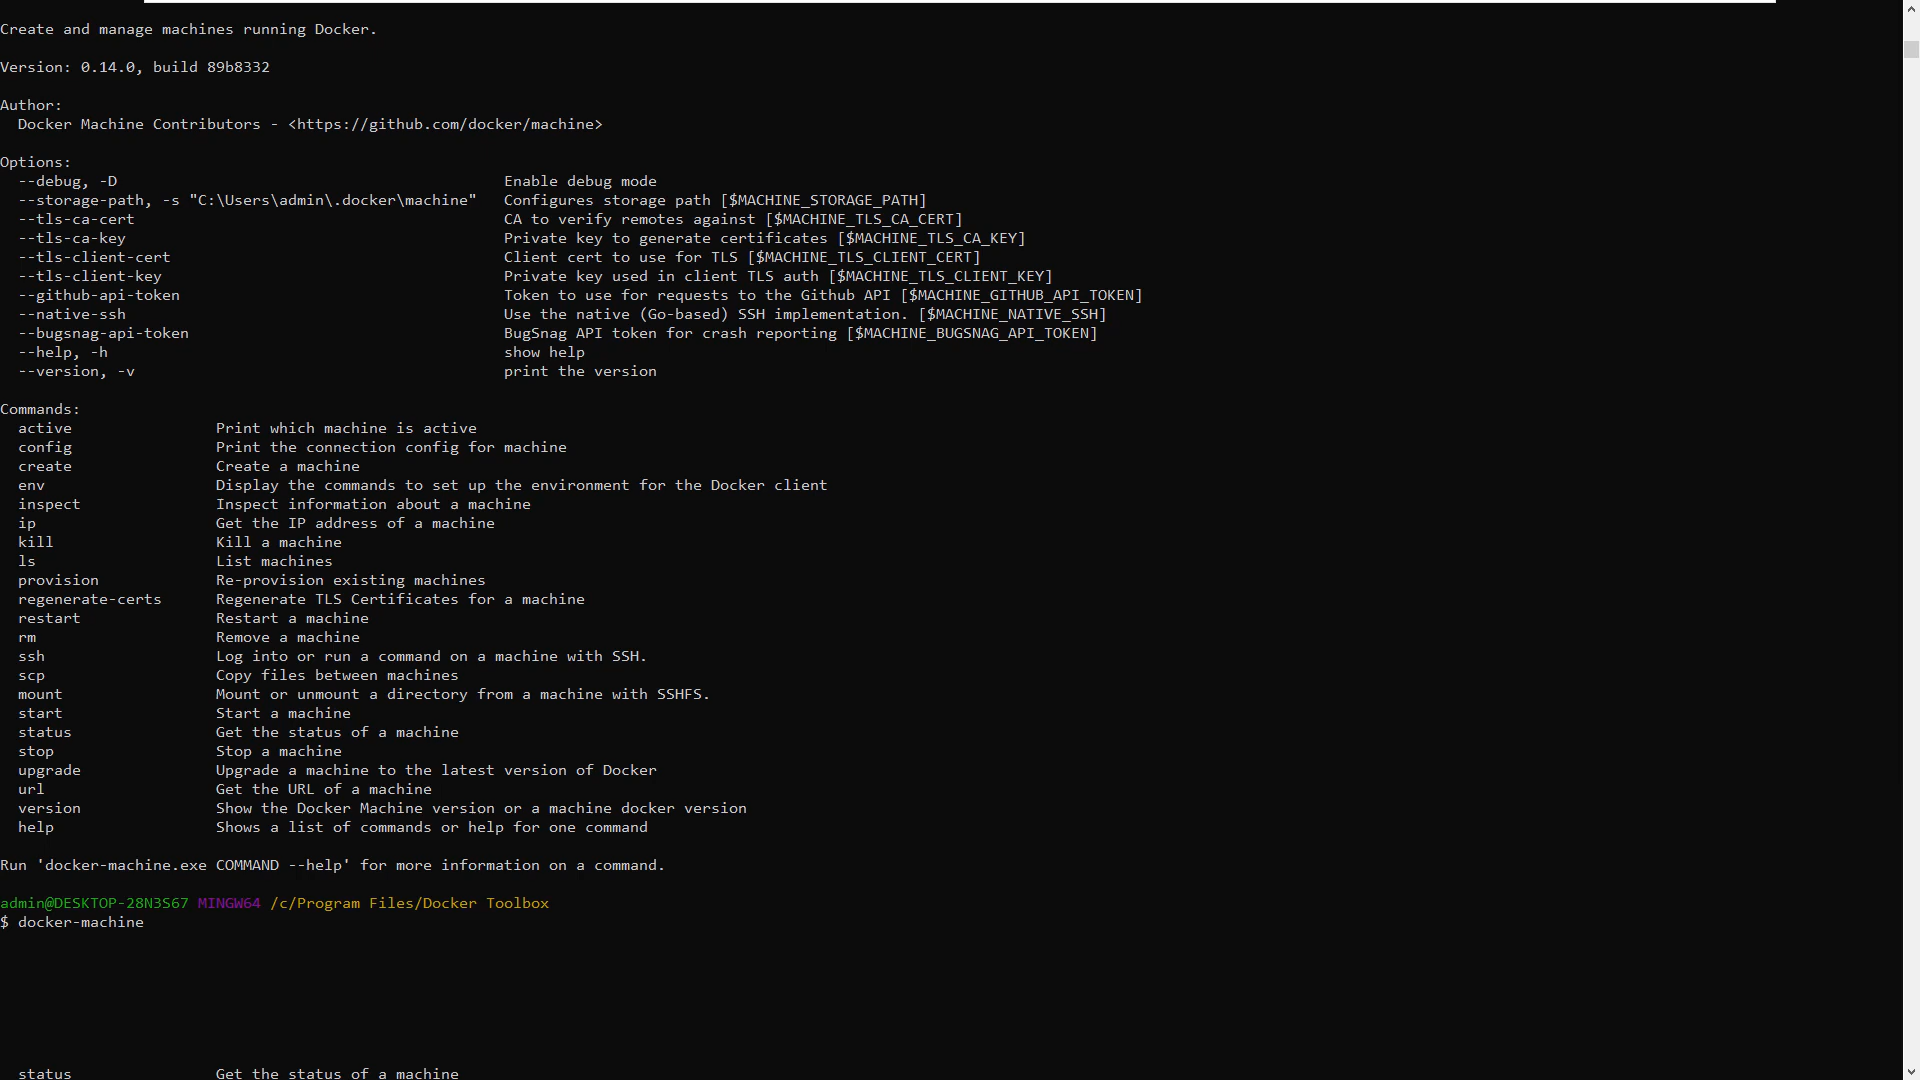 Create and manage machines running Docker.
Version: 0.14.0, build 89b8332
Author:
Docker Machine Contributors - <https://github.com/docker/machine>
Options:
--debug, -D Enable debug mode
--storage-path, -s "C:\Users\admin\.docker\machine" Configures storage path [$MACHINE_STORAGE_PATH]
--tls-ca-cert CA to verify remotes against [$MACHINE_TLS_CA_CERT]
--tls-ca-key Private key to generate certificates [$MACHINE_TLS_CA_KEY]
--tls-client-cert Client cert to use for TLS [$MACHINE_TLS_CLIENT_CERT]
--tls-client-key Private key used in client TLS auth [$MACHINE_TLS_CLIENT_KEY]
--github-api-token Token to use for requests to the Github API [$MACHINE_GITHUB_API_TOKEN]
--native-ssh Use the native (Go-based) SSH implementation. [$MACHINE_NATIVE_SSH]
--bugsnag-api-token BugSnag API token for crash reporting [$MACHINE_BUGSNAG_API_TOKEN]
--help, -h show help
--version, -v print the version
Commands:
active Print which machine is active
config Print the connection config for machine
create Create a machine
env Display the commands to set up the environment for the Docker client
inspect Inspect information about a machine
ip Get the IP address of a machine
kill Kill a machine
ls List machines
provision Re-provision existing machines
regenerate-certs Regenerate TLS Certificates for a machine
restart Restart a machine
rm Remove a machine
ssh Log into or run a command on a machine with SSH.
scp Copy files between machines
mount Mount or unmount a directory from a machine with SSHFS.
start Start a machine
status Get the status of a machine
stop Stop a machine
upgrade Upgrade a machine to the latest version of Docker
url Get the URL of a machine
version Show the Docker Machine version or a machine docker version
help Shows a list of commands or help for one command
Run 'docker-machine.exe COMMAND --help' for more information on a command.
admin@DESKTOP-28N3S67 MINGW64 /c/Program Files/Docker Toolbox
$ docker-machine
status Get the status of a machine